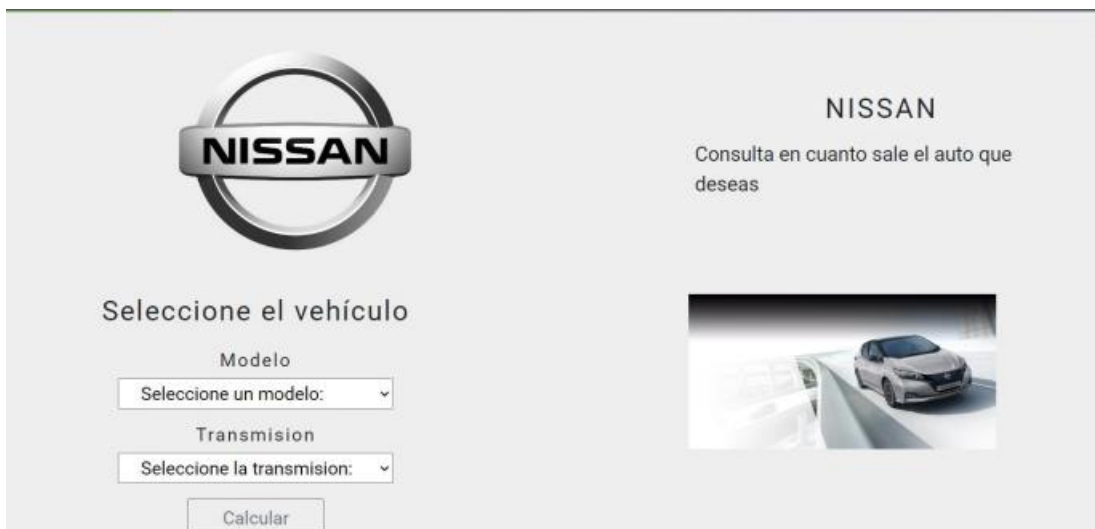 NISSAN
Seleccione el vehículo
Modelo
Seleccione un modelo:
Transmision
Seleccione la transmision:
Calcular
NISSAN
Consulta en cuanto sale el auto que
deseas